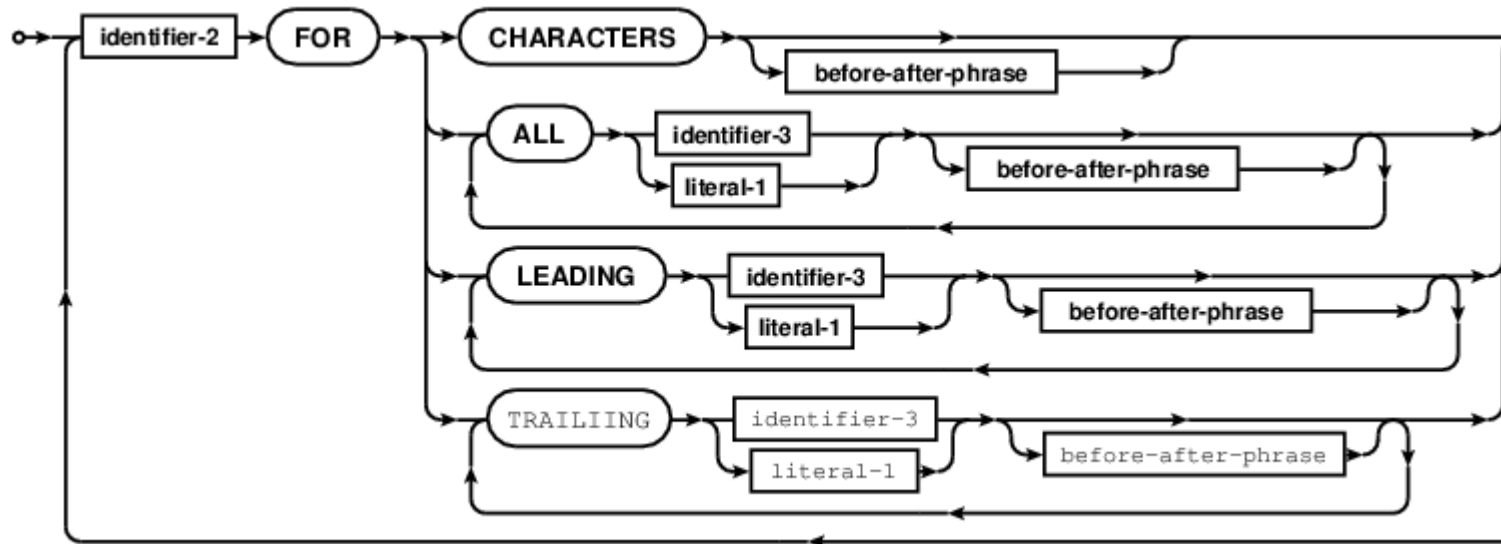 identifier-2 FOR CHARACTERS
before-after-phrase
ALL identifier-3
literal-1 before-after-phrase
LEADING identifier-3
literal-1 before-after-phrase
TRAILIING identifier-3
literal-1 before-after-phrase